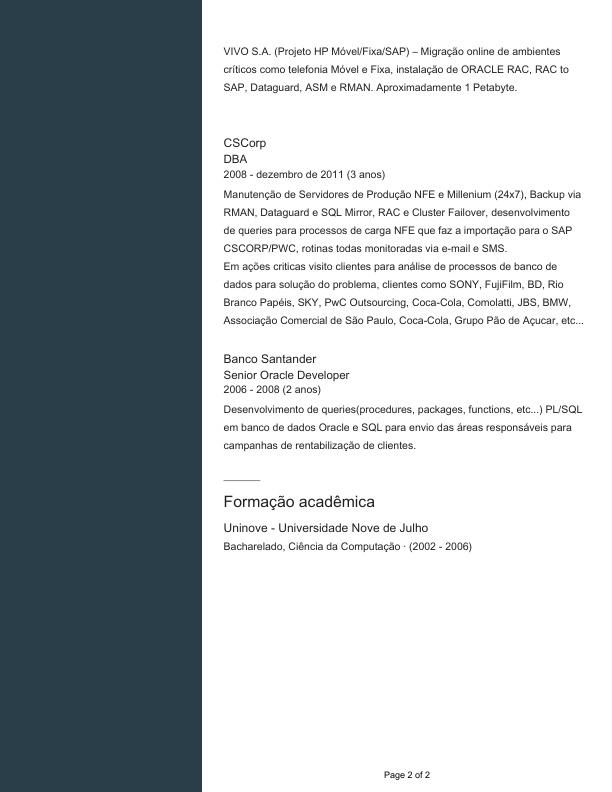 VIVO S.A. (Projeto HP Móvel/Fixa/SAP) – Migração online de ambientes
críticos como telefonia Móvel e Fixa, instalação de ORACLE RAC, RAC to
SAP, Dataguard, ASM e RMAN. Aproximadamente 1 Petabyte.
CSCorp
DBA
2008 - dezembro de 2011 (3 anos)
Manutenção de Servidores de Produção NFE e Millenium (24x7), Backup via
RMAN, Dataguard e SQL Mirror, RAC e Cluster Failover, desenvolvimento
de queries para processos de carga NFE que faz a importação para o SAP
CSCORP/PWC, rotinas todas monitoradas via e-mail e SMS.
Em ações criticas visito clientes para análise de processos de banco de
dados para solução do problema, clientes como SONY, FujiFilm, BD, Rio
Branco Papéis, SKY, PwC Outsourcing, Coca-Cola, Comolatti, JBS, BMW,
Associação Comercial de São Paulo, Coca-Cola, Grupo Pão de Açucar, etc...
Banco Santander
Senior Oracle Developer
2006 - 2008 (2 anos)
Desenvolvimento de queries(procedures, packages, functions, etc...) PL/SQL
em banco de dados Oracle e SQL para envio das áreas responsáveis para
campanhas de rentabilização de clientes.
Formação acadêmica
Uninove - Universidade Nove de Julho
Bacharelado, Ciência da Computação · (2002 - 2006)
Page 2 of 2